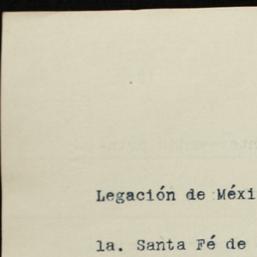 Legación de Méxi
la. Santa Fé de